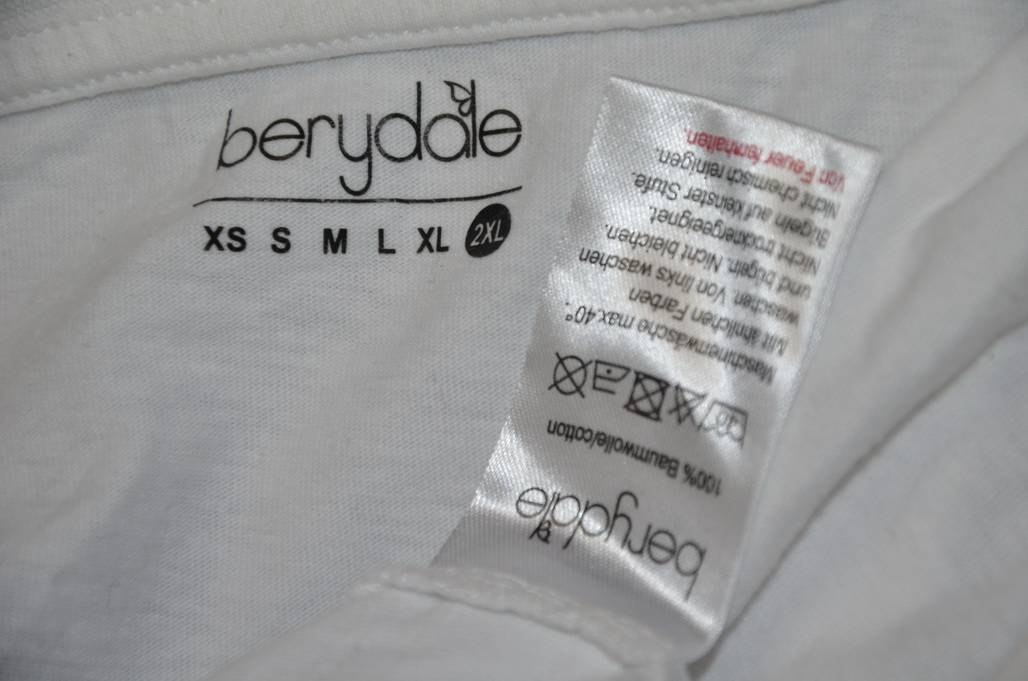 berydale
XS S M L XL 2XL
berydale
100% Baumwolle/cotton
Maschinenwäsche max.40°.
Mit ähnlichen Farben
waschen. Von links waschen
und bügeln. Nicht bleichen.
Nicht trocknergeeignet.
Bügeln auf kleinster Stufe.
Nicht chemisch reinigen.
Von Feuer fernhalten.